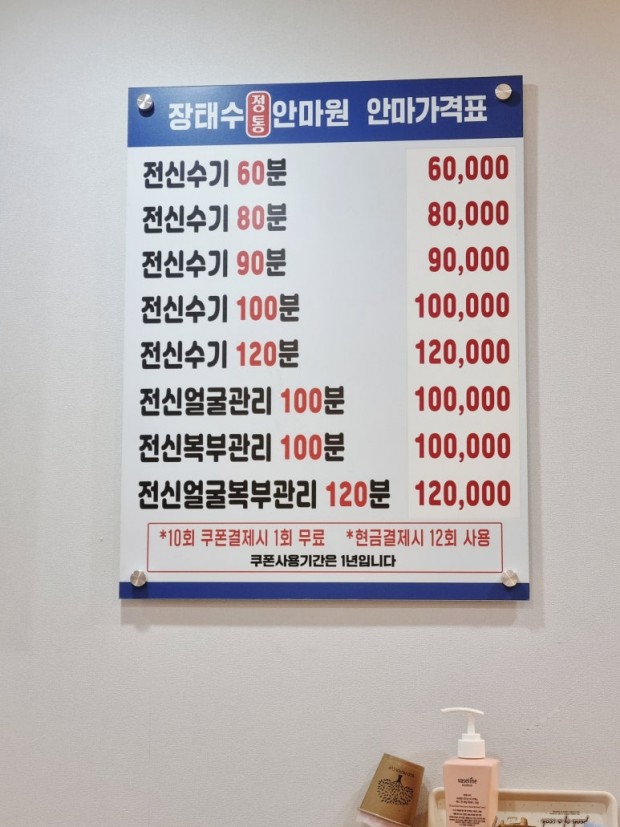 장태수 정통 안마원 안마가격표
전신수기 60분 60,000
전신수기 80분 80,000
전신수기 90분 90,000
전신수기 100분 100,000
전신수기 120분 120,000
전신얼굴관리 100분 100,000
전신복부관리 100분 100,000
전신얼굴복부관리 120분 120,000
*10회 쿠폰결제시 1회 무료 *현금결제시 12회 사용
쿠폰사용기간은 1년입니다